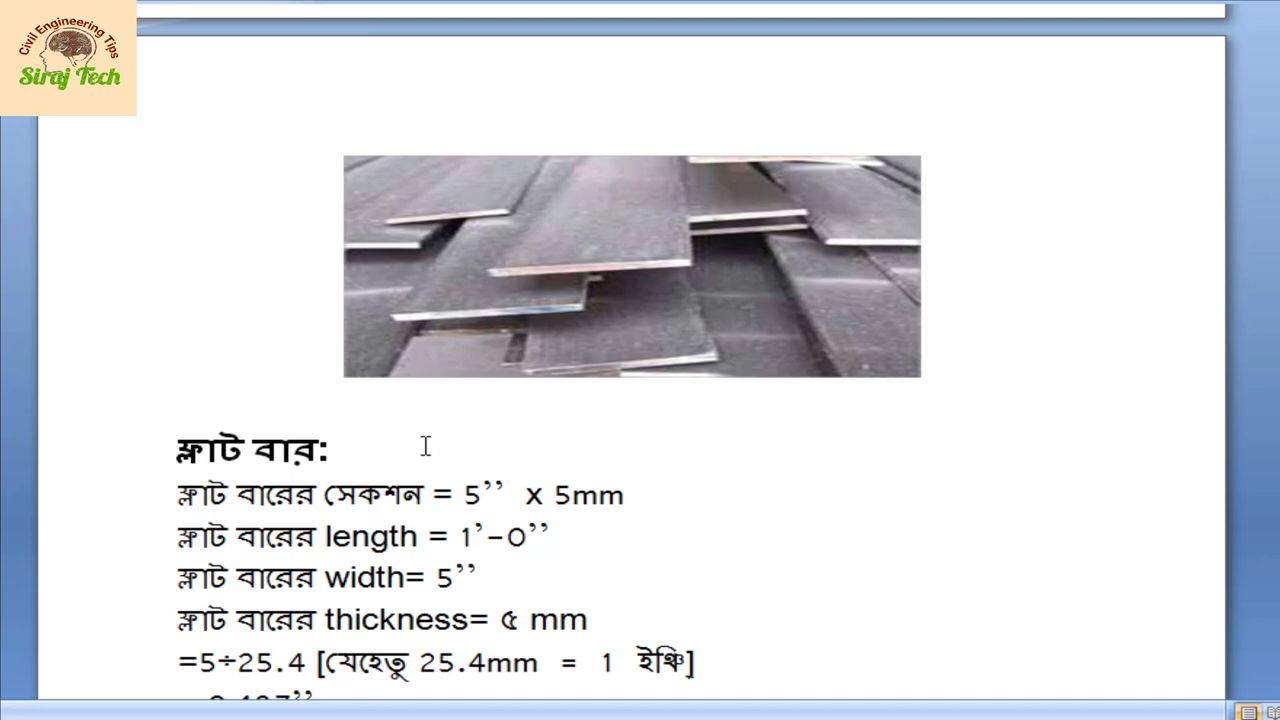 Civil Engineering Tips
Siraj Tech
ফ্লাট বার:
ফ্লাট বারের সেকশন = 5’’ x 5mm
ফ্লাট বারের length = 1’-0’’
ফ্লাট বারের width= 5’’
ফ্লাট বারের thickness= ৫ mm
=5÷25.4 [যেহেতু 25.4mm = 1 ইঞ্চি]